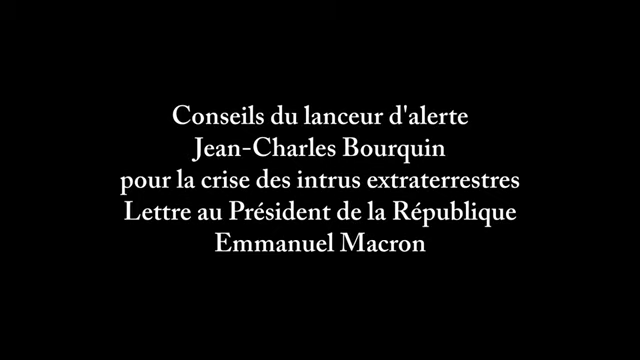 Conseils du lanceur d'alerte
Jean-Charles Bourquin
pour la crise des intrus extraterrestres
Lettre au Président de la République
Emmanuel Macron